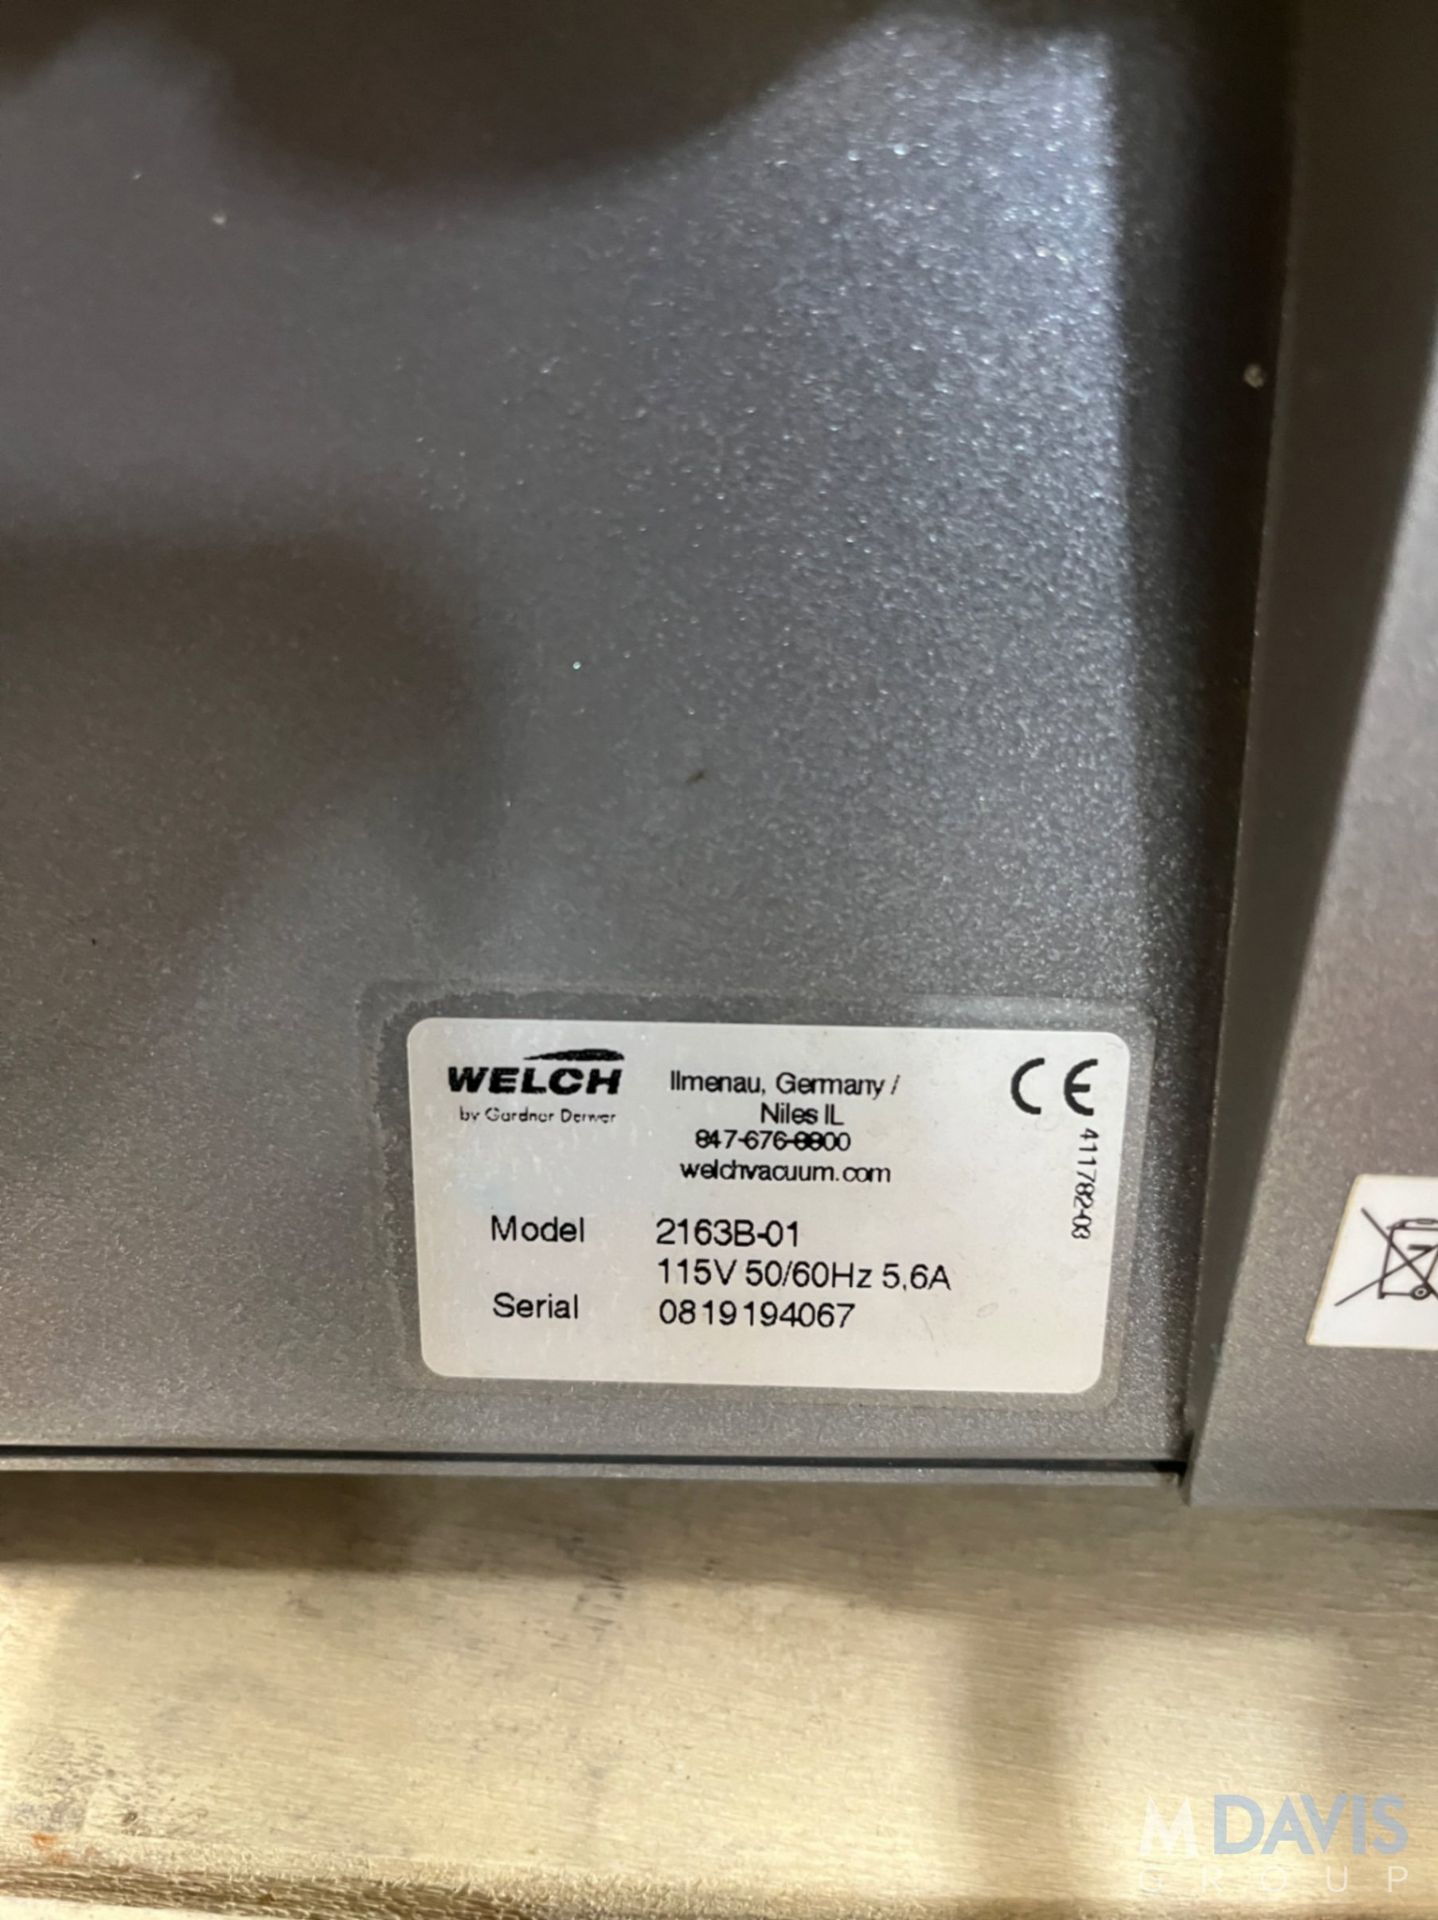 WELCH
by Gardner Denver
Ilmenau, Germany /
Niles IL
847-676-8800
welchvacuum.com
CE
411782-03
Model 2163B-01
115V 50/60Hz 5,6A
Serial 0819194067
MDAVIS
GROUP